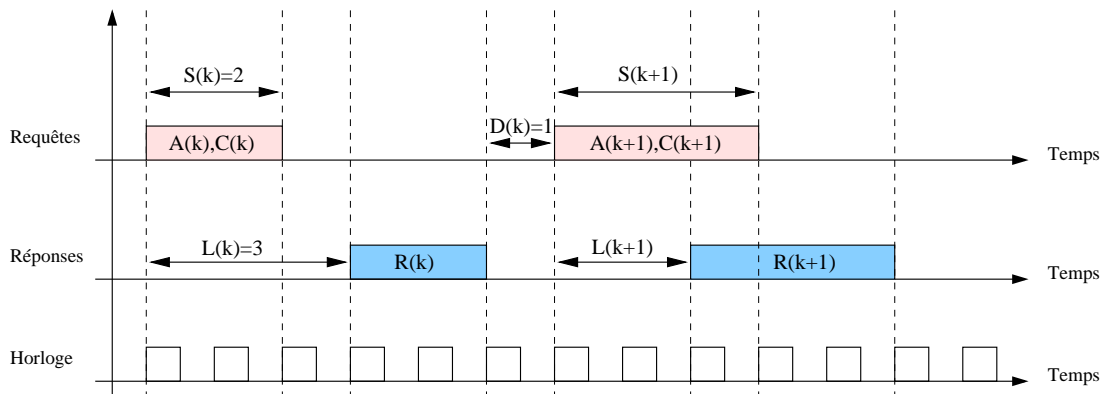 S(k)=2
S(k+1)
D(k)=1
Requêtes
A(k),C(k)
A(k+1),C(k+1)
Temps
L(k)=3
L(k+1)
Réponses
R(k)
R(k+1)
Temps
Horloge
Temps